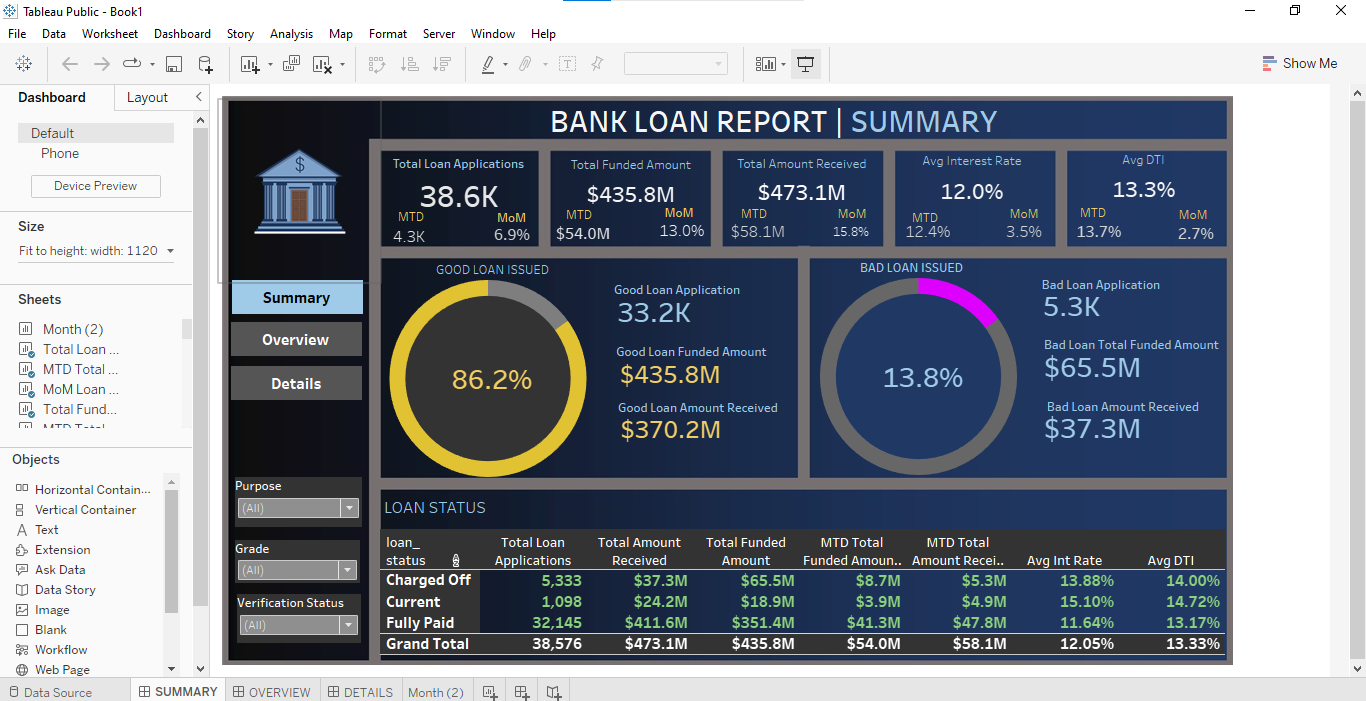 Tableau Public - Book1
File Data Worksheet Dashboard Story Analysis Map Format Server Window Help
Show Me
Dashboard Layout
Default
Phone
Device Preview
Size
Fit to height: width: 1120
Sheets
Month (2)
Total Loan ...
MTD Total ...
MoM Loan ...
Total Fund...
MTD Total
Objects
Horizontal Contain...
Vertical Container
Text
Extension
Ask Data
Data Story
Image
Blank
Workflow
Web Page
$
Summary
Overview
Details
Purpose
(All)
Grade
(All)
Verification Status
(All)
BANK LOAN REPORT | SUMMARY
Total Loan Applications
38.6K
MTD MoM
4.3K 6.9%
Total Funded Amount
$435.8M
MTD MoM
$54.0M 13.0%
Total Amount Received
$473.1M
MTD MoM
$58.1M 15.8%
Avg Interest Rate
12.0%
MTD MoM
12.4% 3.5%
Avg DTI
13.3%
MTD MoM
13.7% 2.7%
GOOD LOAN ISSUED
86.2%
Good Loan Application
33.2K
Good Loan Funded Amount
$435.8M
Good Loan Amount Received
$370.2M
BAD LOAN ISSUED
13.8%
Bad Loan Application
5.3K
Bad Loan Total Funded Amount
$65.5M
Bad Loan Amount Received
$37.3M
LOAN STATUS
loan_ Total Loan Total Amount Total Funded MTD Total MTD Total
status Applications Received Amount Funded Amoun.. Amount Recei.. Avg Int Rate Avg DTI
Charged Off 5,333 $37.3M $65.5M $8.7M $5.3M 13.88% 14.00%
Current 1,098 $24.2M $18.9M $3.9M $4.9M 15.10% 14.72%
Fully Paid 32,145 $411.6M $351.4M $41.3M $47.8M 11.64% 13.17%
Grand Total 38,576 $473.1M $435.8M $54.0M $58.1M 12.05% 13.33%
Data Source SUMMARY OVERVIEW DETAILS Month (2)